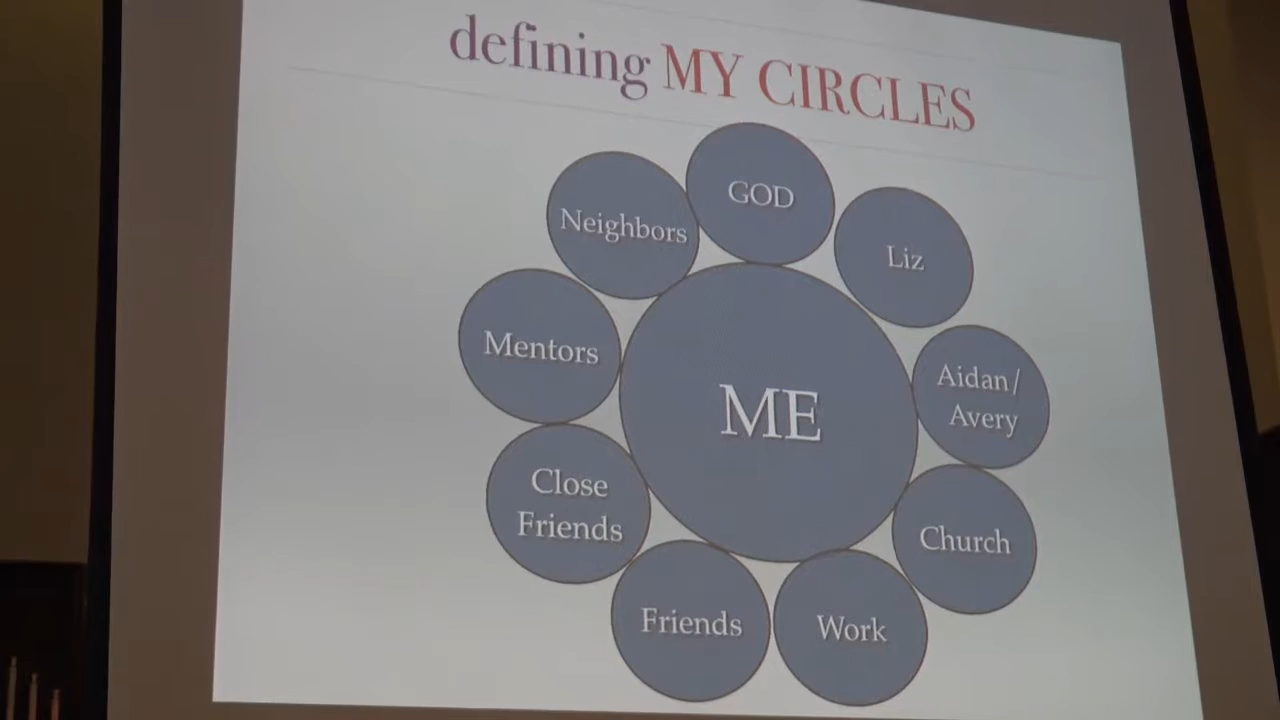 defining MY CIRCLES
GOD
Neighbors
Liz
Mentors
Aidan/
Avery
ME
Close
Friends
Church
Friends
Work